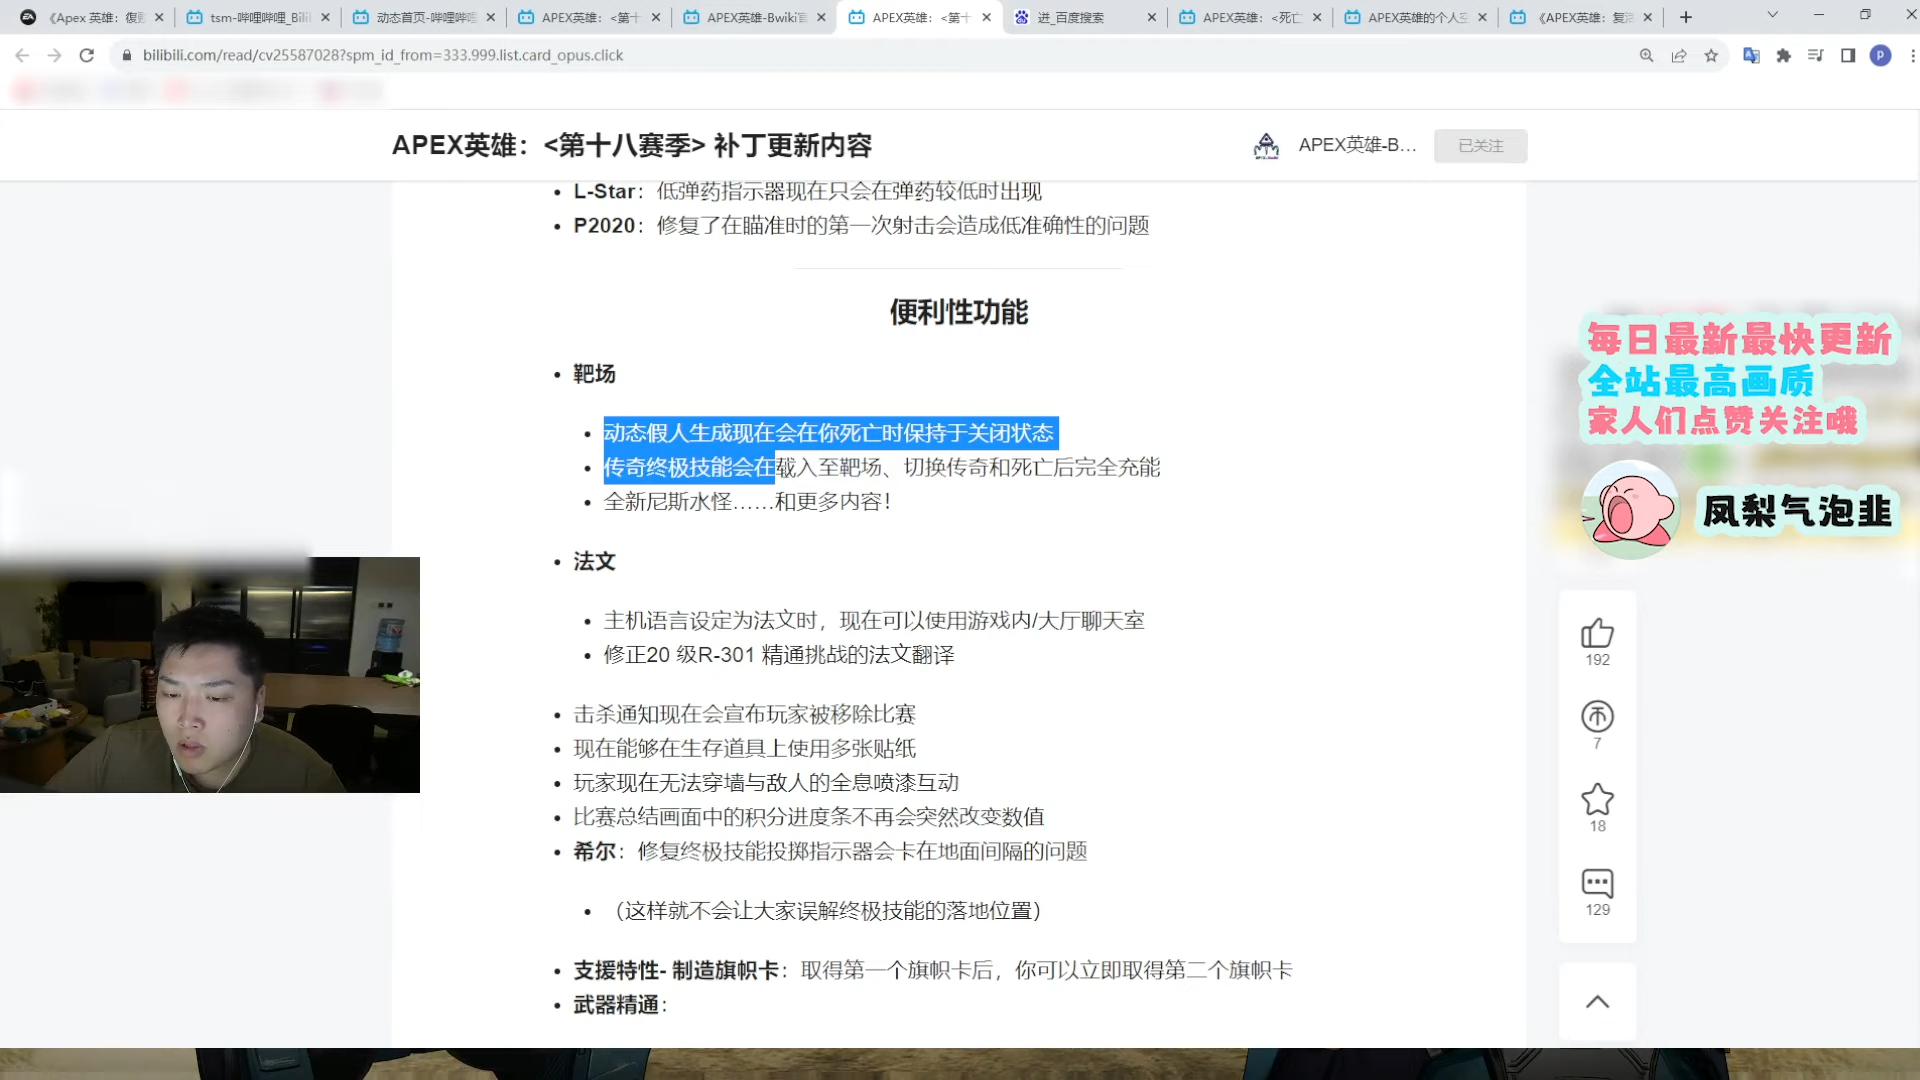 《Apex 英雄：復
tsm-哔哩哔哩_Bili
动态首页-哔哩哔哩
APEX英雄：<第十
APEX英雄-Bwiki官
APEX英雄：<第十
进_百度搜索
APEX英雄：<死亡
APEX英雄的个人空
《APEX英雄：复活
bilibili.com/read/cv25587028?spm_id_from=333.999.list.card_opus.click
P
APEX英雄：<第十八赛季> 补丁更新内容
APEX英雄-B...
已关注
L-Star：低弹药指示器现在只会在弹药较低时出现
P2020：修复了在瞄准时的第一次射击会造成低准确性的问题
便利性功能
靶场
动态假人生成现在会在你死亡时保持于关闭状态
传奇终极技能会在载入至靶场、切换传奇和死亡后完全充能
全新尼斯水怪……和更多内容！
法文
主机语言设定为法文时，现在可以使用游戏内/大厅聊天室
修正20 级R-301 精通挑战的法文翻译
击杀通知现在会宣布玩家被移除比赛
现在能够在生存道具上使用多张贴纸
玩家现在无法穿墙与敌人的全息喷漆互动
比赛总结画面中的积分进度条不再会突然改变数值
希尔：修复终极技能投掷指示器会卡在地面间隔的问题
（这样就不会让大家误解终极技能的落地位置）
支援特性- 制造旗帜卡：取得第一个旗帜卡后，你可以立即取得第二个旗帜卡
武器精通：
每日最新最快更新
全站最高画质
家人们点赞关注哦
凤梨气泡韭
192
7
18
129